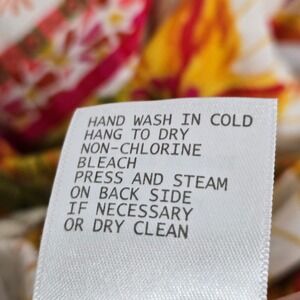 HAND WASH IN COLD
HANG TO DRY
NON-CHLORINE
BLEACH
PRESS AND STEAM
ON BACK SIDE
IF NECESSARY
OR DRY CLEAN